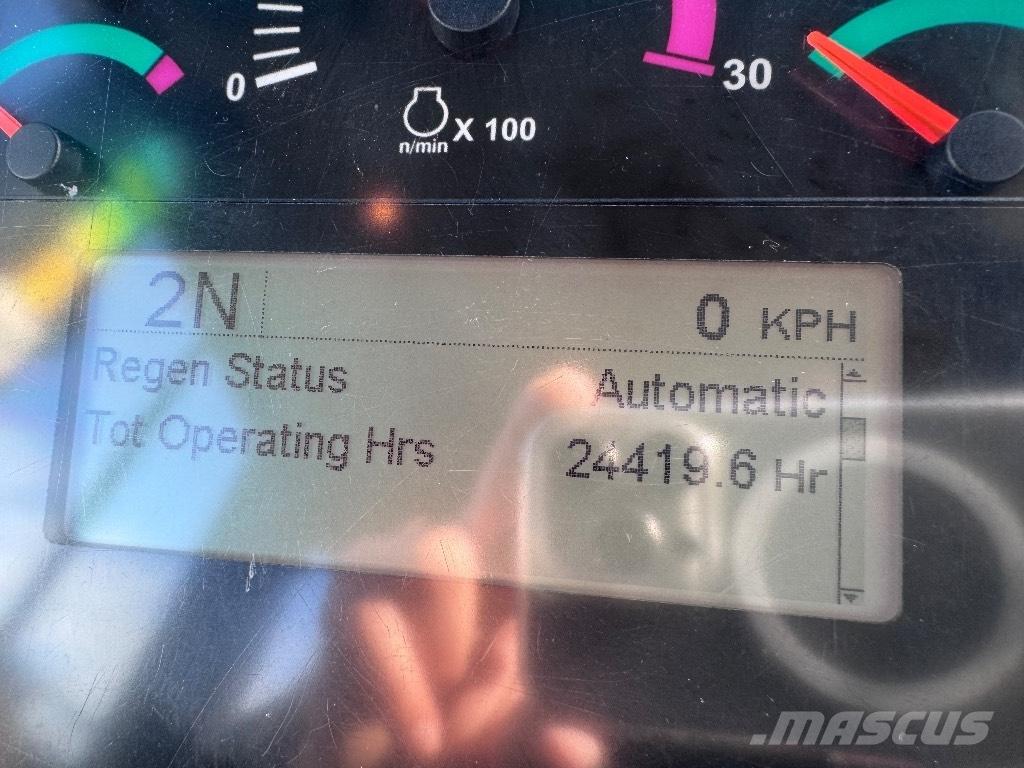 0
30
n/min X 100
2N
0 KPH
Regen Status Automatic
Tot Operating Hrs 24419.6 Hr
.MASCUS